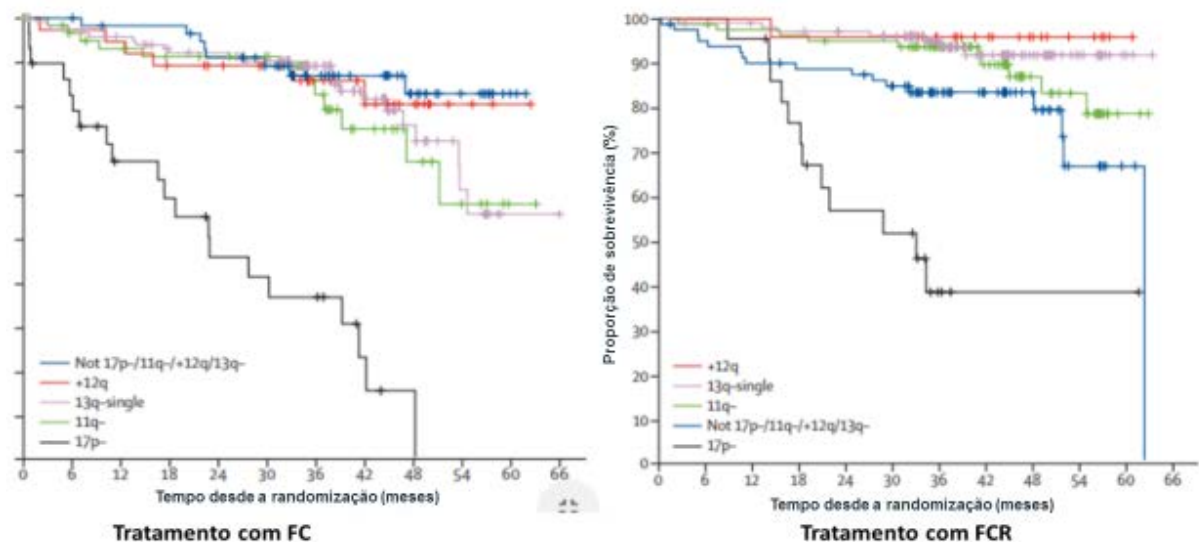 Not 17p–/11q–/+12q/13q–
+12q
13q-single
11q–
17p–
0 6 12 18 24 30 36 42 48 54 60 66
Tempo desde a randomização (meses)
Tratamento com FC
Proporção de sobrevivência (%)
100
90
80
70
60
50
40
30
20
10
0
+12q
13q-single
11q–
Not 17p–/11q–/+12q/13q–
17p–
0 6 12 18 24 30 36 42 48 54 60 66
Tempo desde a randomização (meses)
Tratamento com FCR